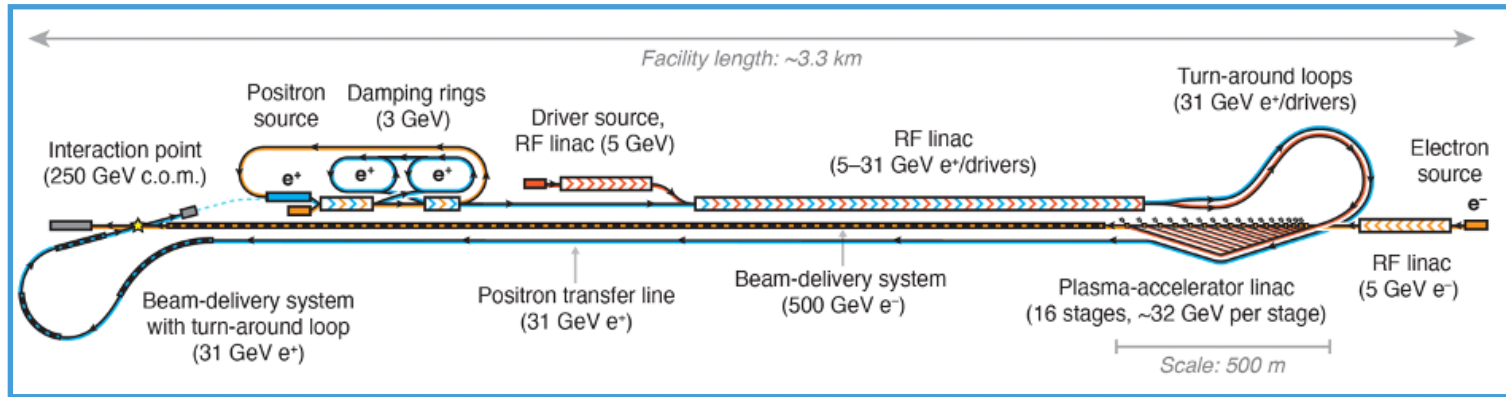 Facility length: ~3.3 km
Positron
source
Damping rings
(3 GeV)
Driver source,
RF linac (5 GeV)
RF linac
(5–31 GeV e⁺/drivers)
Turn-around loops
(31 GeV e⁺/drivers)
Electron
source
Interaction point
(250 GeV c.o.m.)
e⁺
e⁺
e⁺
e⁻
Beam-delivery system
with turn-around loop
(31 GeV e⁺)
Positron transfer line
(31 GeV e⁺)
Beam-delivery system
(500 GeV e⁻)
Plasma-accelerator linac
(16 stages, ~32 GeV per stage)
RF linac
(5 GeV e⁻)
Scale: 500 m